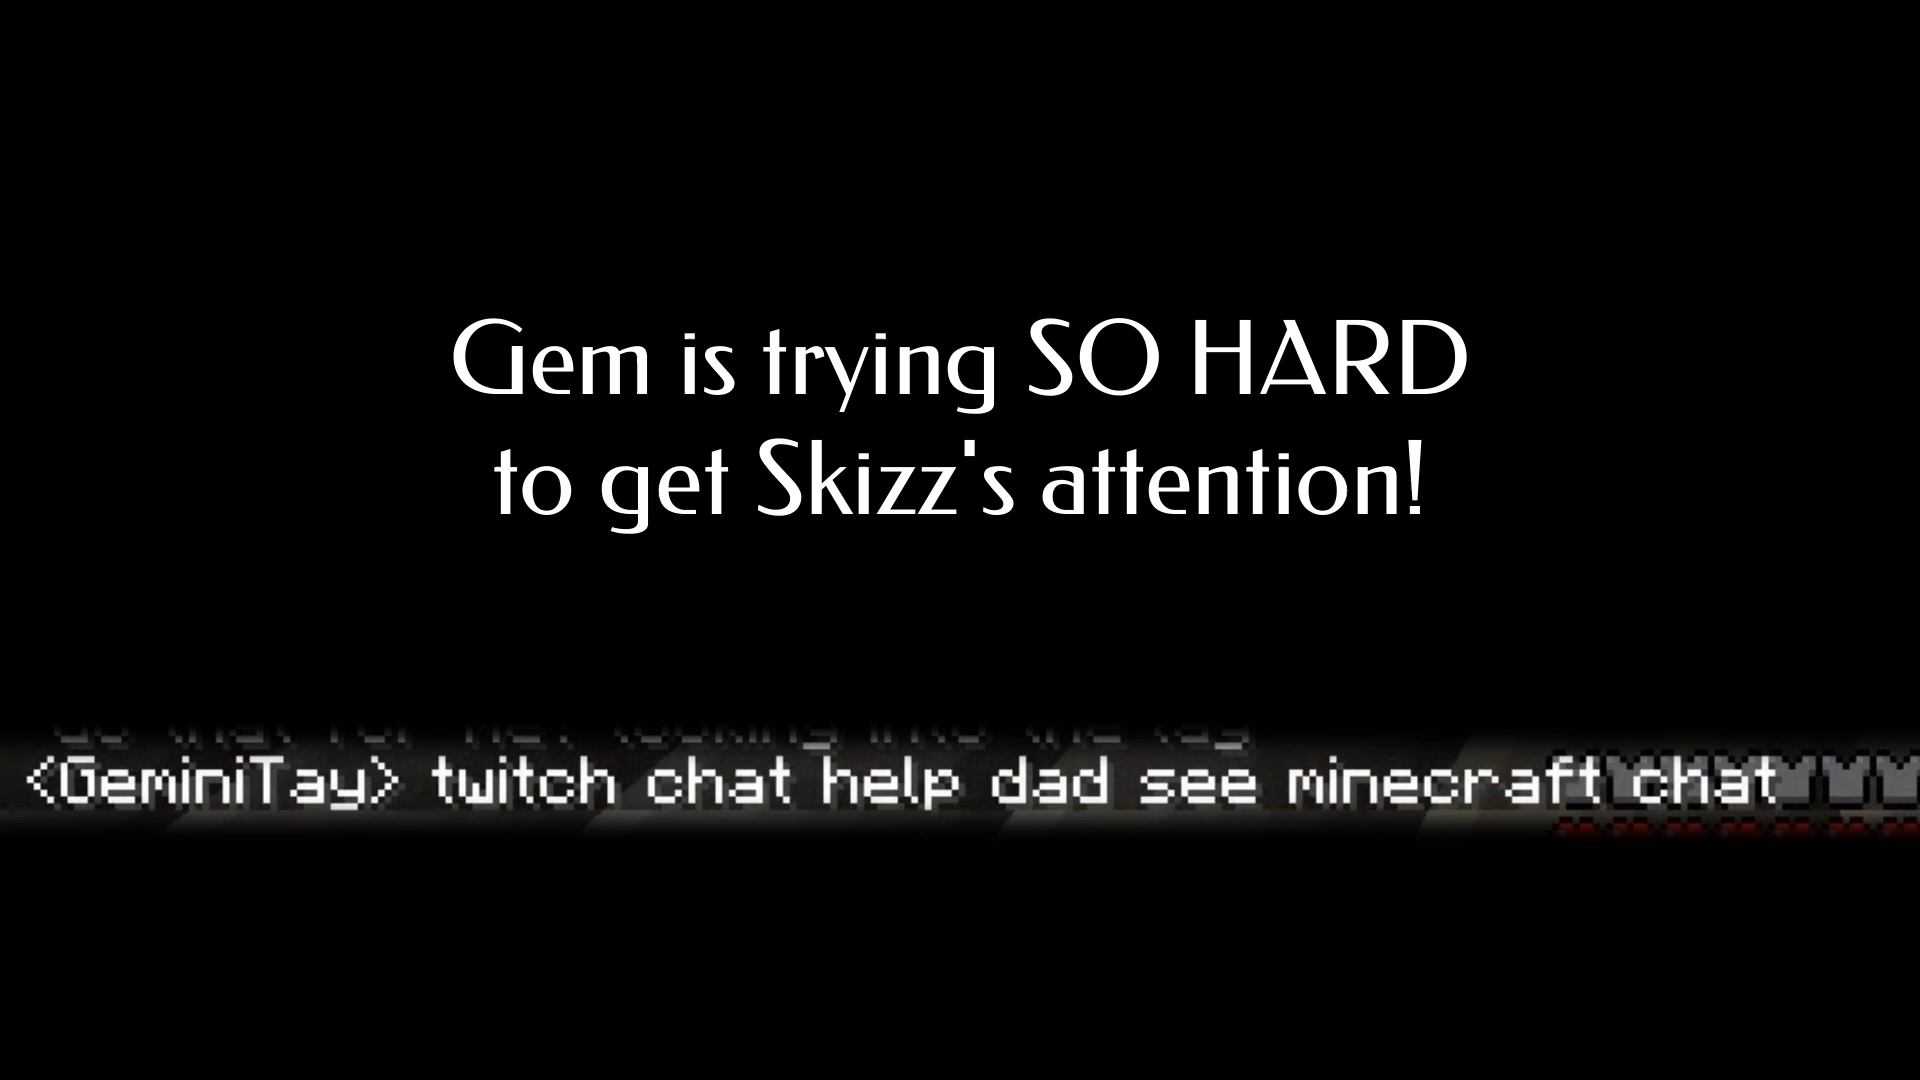 Gem is trying SO HARD
to get Skizz's attention!
<GeminiTay> twitch chat help dad see minecraft chat